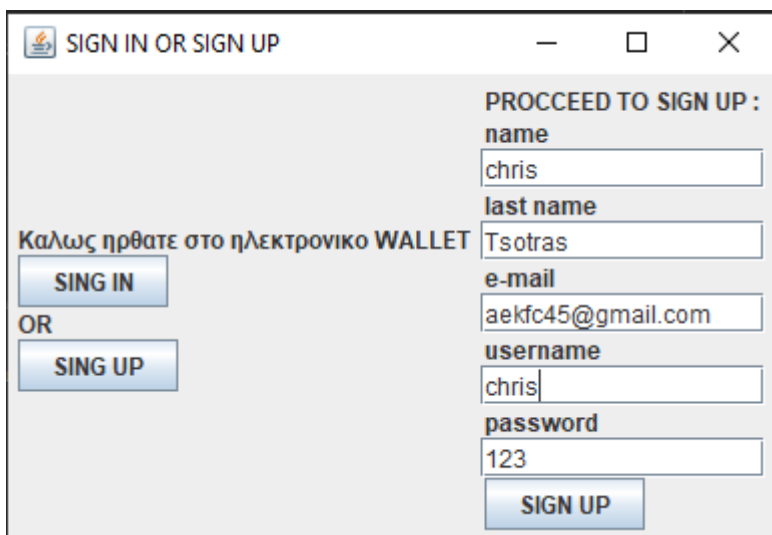 SIGN IN OR SIGN UP
Καλως ηρθατε στο ηλεκτρονικο WALLET
SING IN
OR
SING UP
PROCCEED TO SIGN UP :
name
chris
last name
Tsotras
e-mail
aekfc45@gmail.com
username
chris
password
123
SIGN UP